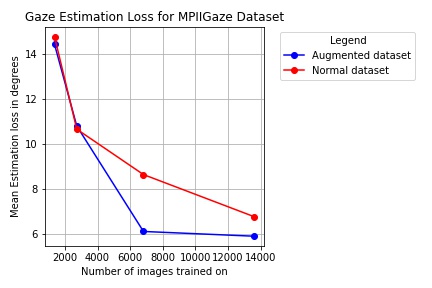 Gaze Estimation Loss for MPIIGaze Dataset
Legend
Augmented dataset
Normal dataset
Mean Estimation loss in degrees
14
12
10
8
6
2000 4000 6000 8000 10000 12000 14000
Number of images trained on